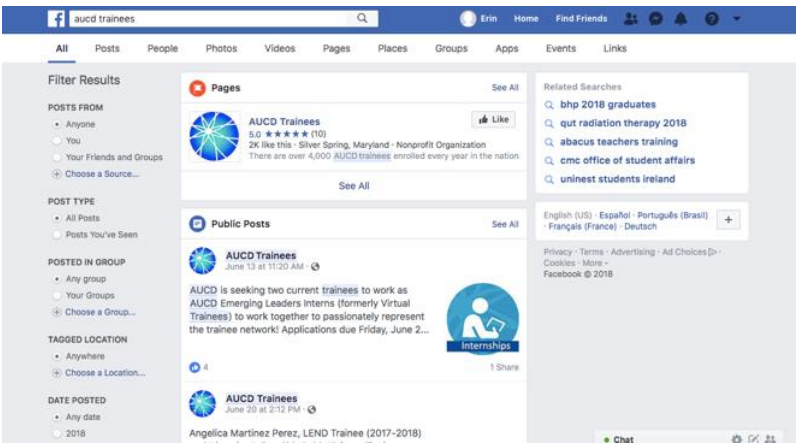 aucd trainees
Erin Home Find Friends
All Posts People Photos Videos Pages Places Groups Apps Events Links
Filter Results
POSTS FROM
Anyone
You
Your Friends and Groups
Choose a Source...
POST TYPE
All Posts
Posts You've Seen
POSTED IN GROUP
Any group
Your Groups
Choose a Group...
TAGGED LOCATION
Anywhere
Choose a Location...
DATE POSTED
Any date
2018
Pages See All
AUCD Trainees Like
5.0 ★★★★★ (10)
2K like this · Silver Spring, Maryland · Nonprofit Organization
There are over 4,000 AUCD trainees enrolled every year in the nation
See All
Public Posts See All
AUCD Trainees
June 13 at 11:20 AM ·
AUCD is seeking two current trainees to work as
AUCD Emerging Leaders Interns (formerly Virtual
Trainees) to work together to passionately represent
the trainee network! Applications due Friday, June 2...
Internships
4 1 Share
AUCD Trainees
June 20 at 2:12 PM ·
Angelica Martinez Perez, LEND Trainee (2017-2018)
Related Searches
bhp 2018 graduates
qut radiation therapy 2018
abacus teachers training
cmc office of student affairs
uninest students ireland
English (US) · Español · Português (Brasil)
· Français (France) · Deutsch
Privacy · Terms · Advertising · Ad Choices ·
Cookies · More
Facebook © 2018
Chat